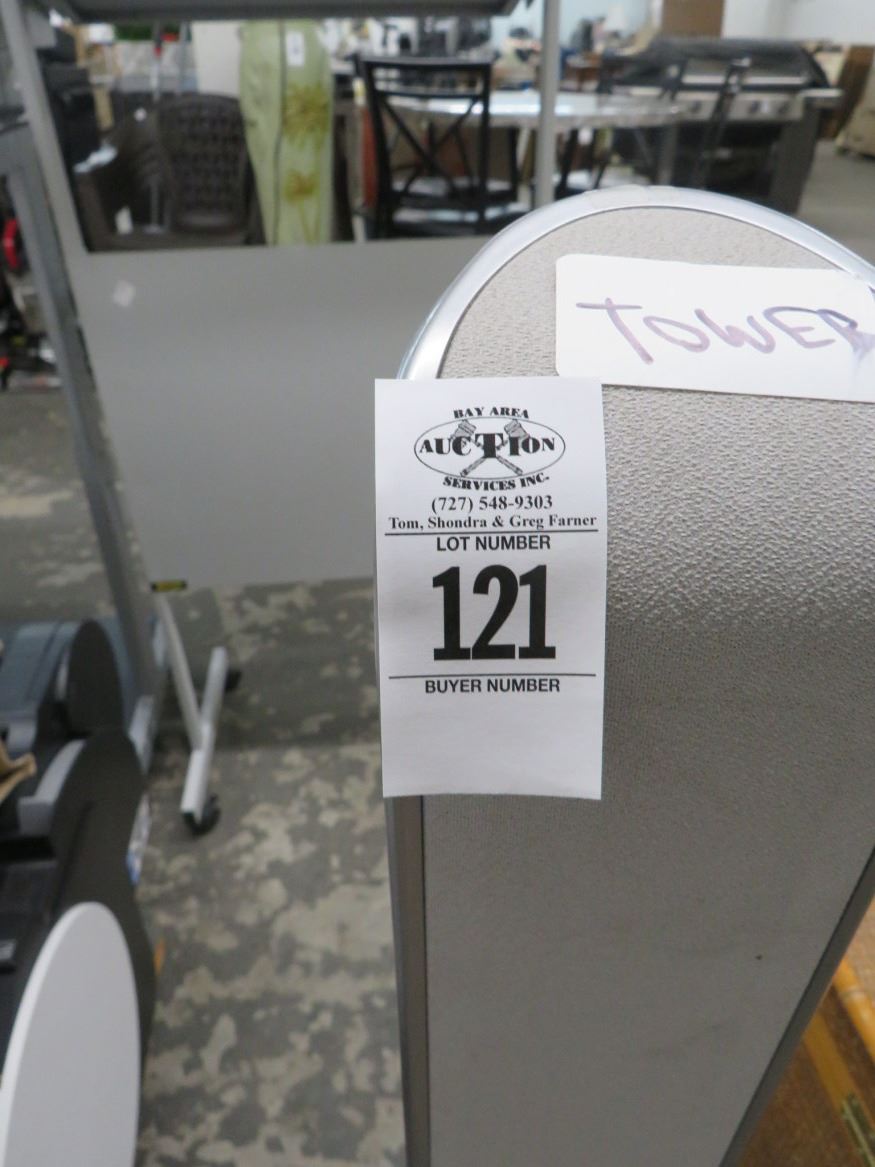 TOWER
BAY AREA
AUCTION
SERVICES INC.
(727) 548-9303
Tom, Shondra & Greg Farner
LOT NUMBER
121
BUYER NUMBER